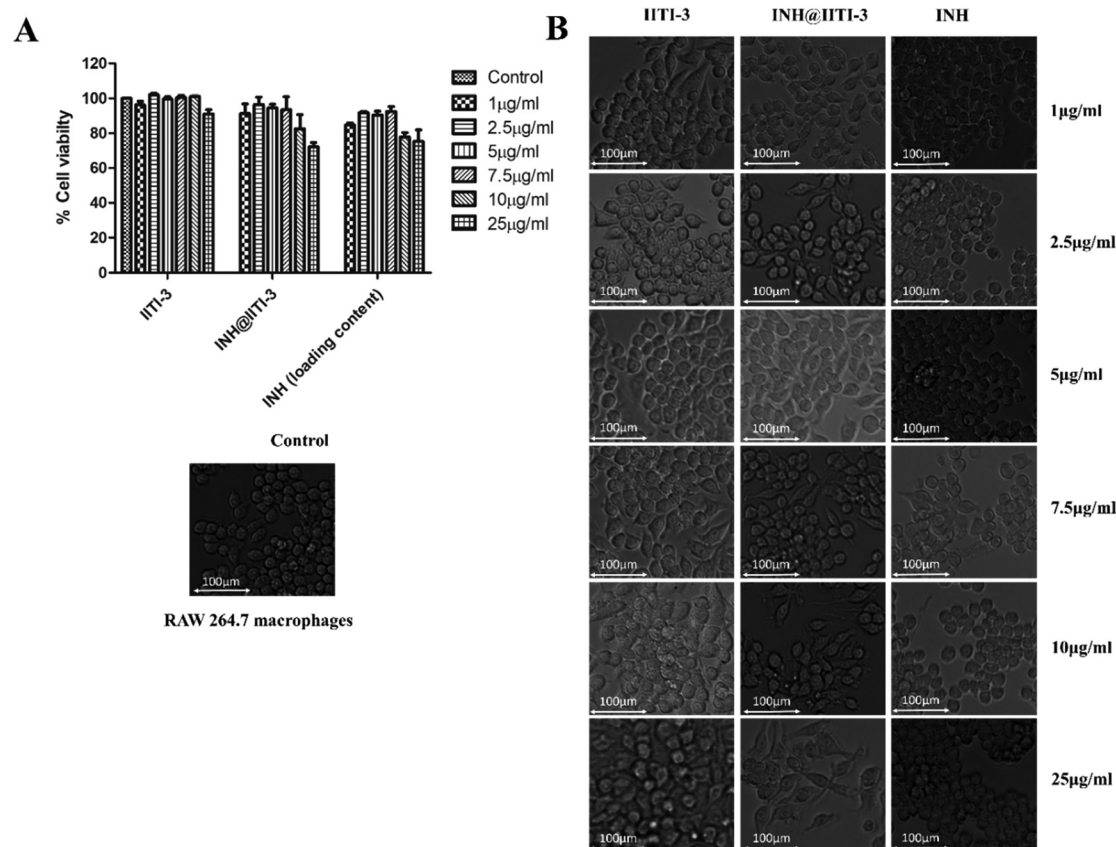 A
120
100
80
60
40
20
0
% Cell viabilty
IITI-3
INH@IITI-3
INH (loading content)
Control
1µg/ml
2.5µg/ml
5µg/ml
7.5µg/ml
10µg/ml
25µg/ml
Control
100µm
RAW 264.7 macrophages
B
IITI-3 INH@IITI-3 INH
100µm 100µm 100µm 1µg/ml
100µm 100µm 100µm 2.5µg/ml
100µm 100µm 100µm 5µg/ml
100µm 100µm 100µm 7.5µg/ml
100µm 100µm 100µm 10µg/ml
100µm 100µm 100µm 25µg/ml